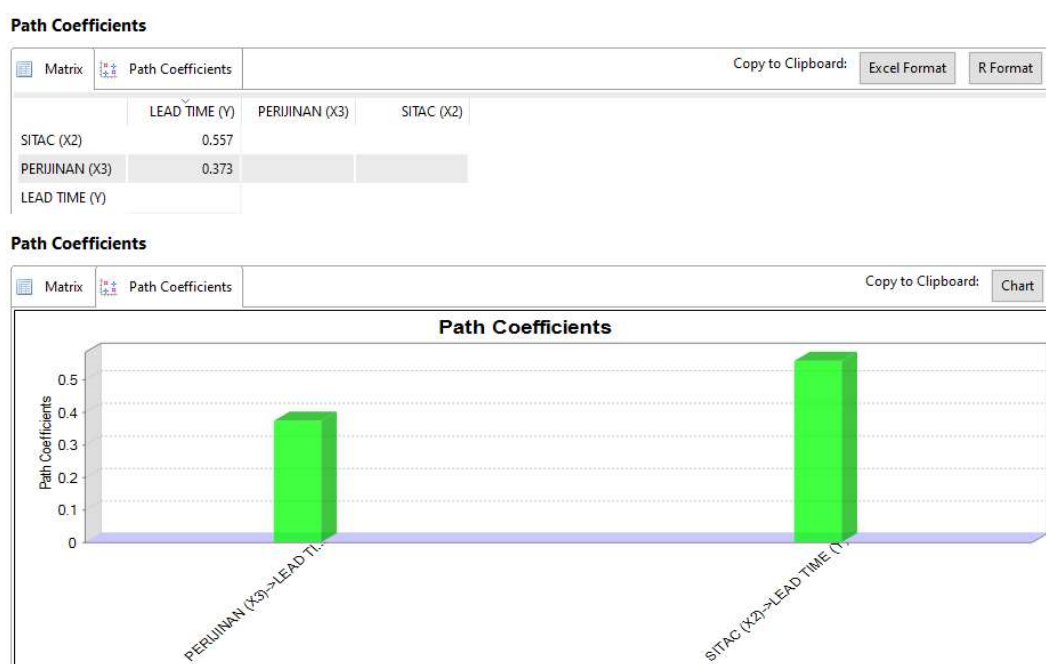 Path Coefficients
Matrix Path Coefficients Copy to Clipboard: Excel Format R Format
LEAD TIME (Y) PERIJINAN (X3) SITAC (X2)
SITAC (X2) 0.557
PERIJINAN (X3) 0.373
LEAD TIME (Y)
Path Coefficients
Matrix Path Coefficients Copy to Clipboard: Chart
Path Coefficients
Path Coefficients
0.5
0.4
0.3
0.2
0.1
0
PERIJINAN (X3)->LEAD TI...
SITAC (X2)->LEAD TIME (Y)